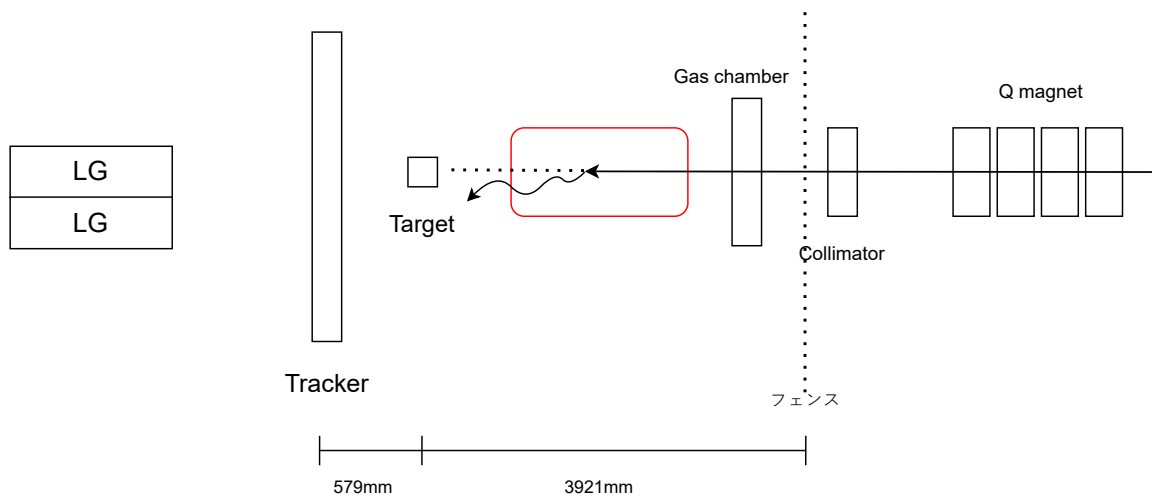 Gas chamber
Q magnet
LG
LG
Target
Collimator
Tracker
フェンス
579mm
3921mm